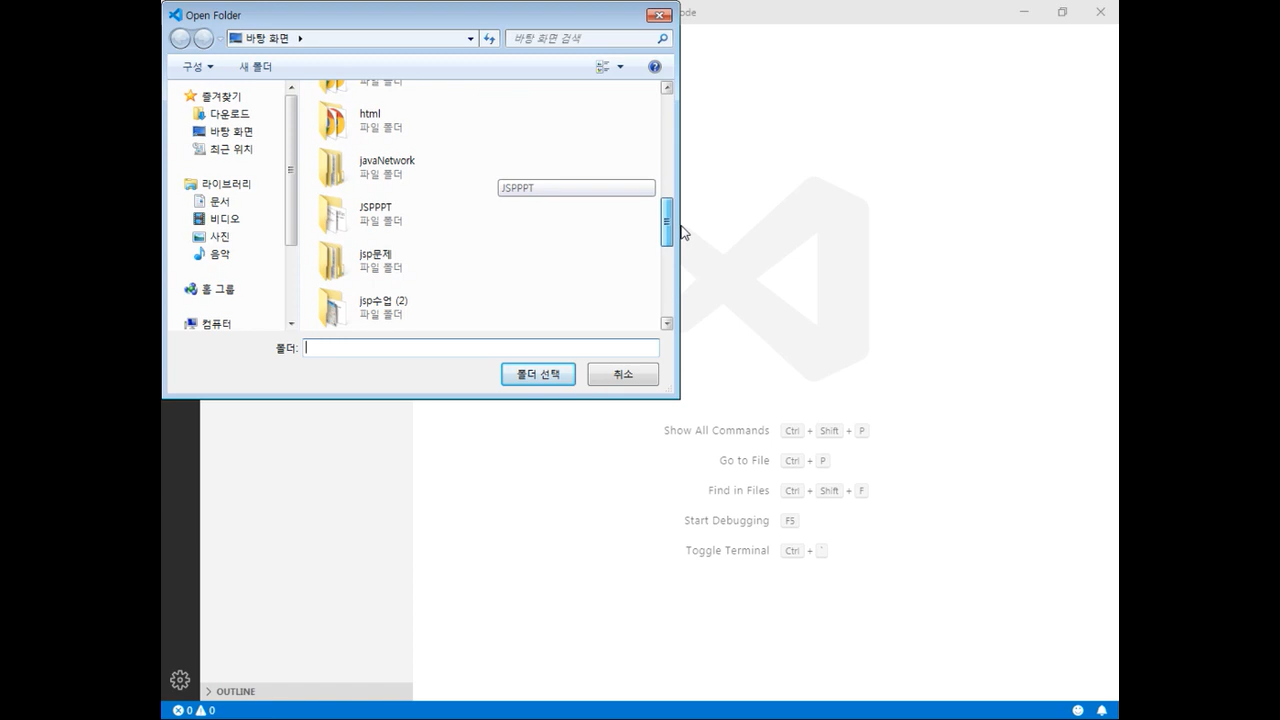 Open Folder
ode
바탕 화면
바탕 화면 검색
구성
새 폴더
즐겨찾기
다운로드
바탕 화면
최근 위치
라이브러리
문서
비디오
사진
음악
홈 그룹
컴퓨터
파일 폴더
html
파일 폴더
javaNetwork
파일 폴더
JSPPPT
JSPPPT
파일 폴더
jsp문제
파일 폴더
jsp수업 (2)
파일 폴더
폴더:
폴더 선택
취소
Show All Commands Ctrl + Shift + P
Go to File Ctrl + P
Find in Files Ctrl + Shift + F
Start Debugging F5
Toggle Terminal Ctrl + `
OUTLINE
0 0